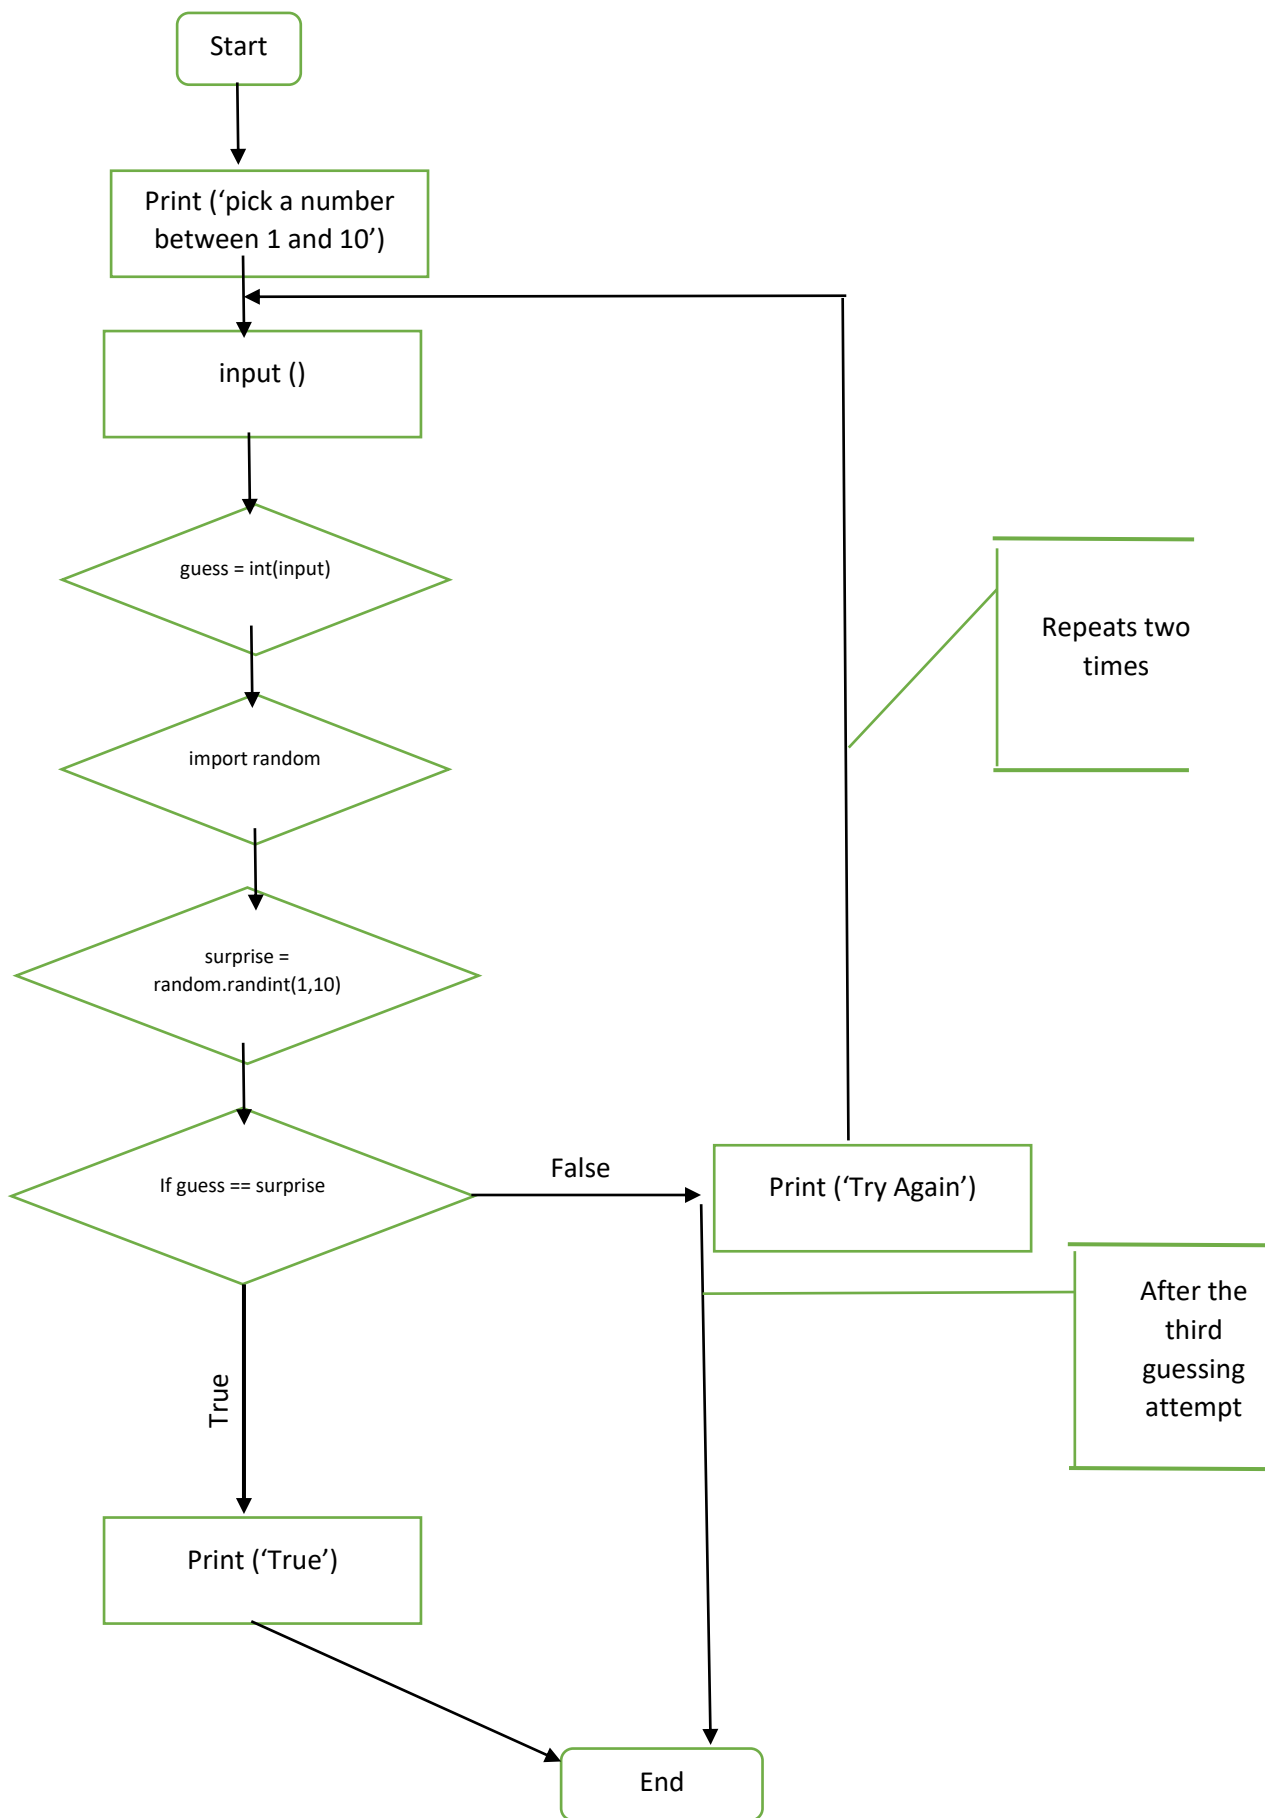 Start
Print (‘pick a number
between 1 and 10’)
input ()
guess = int(input)
Repeats two
times
import random
surprise =
random.randint(1,10)
If guess == surprise
False
Print (‘Try Again’)
After the
third
guessing
attempt
True
Print (‘True’)
End